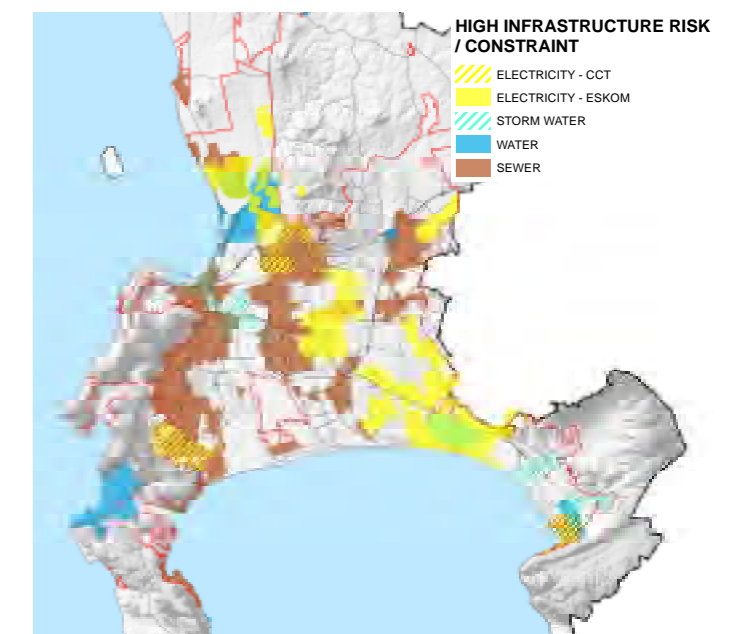 HIGH INFRASTRUCTURE RISK
/ CONSTRAINT
ELECTRICITY - CCT
ELECTRICITY - ESKOM
STORM WATER
WATER
SEWER